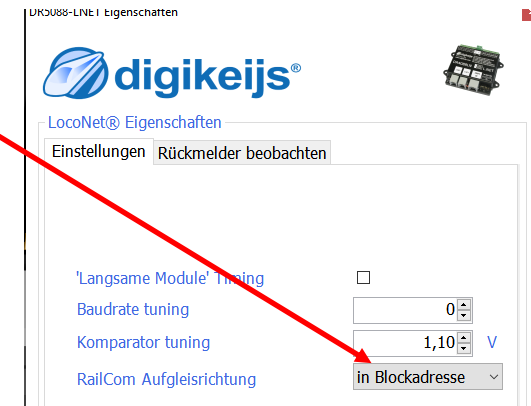 DR5088-LNET Eigenschaften
digikeijs®
LocoNet® Eigenschaften
Einstellungen Rückmelder beobachten
'Langsame Module' Timing
Baudrate tuning 0
Komparator tuning 1,10 V
RailCom Aufgleisrichtung in Blockadresse